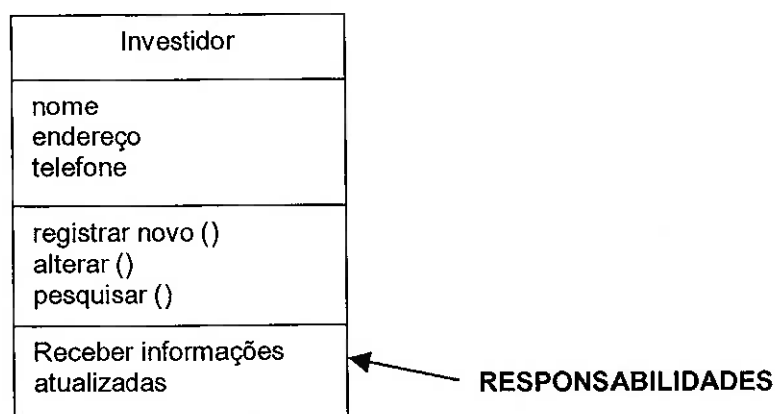 Investidor
nome
endereço
telefone
registrar novo ()
alterar ()
pesquisar ()
Receber informações
atualizadas
RESPONSABILIDADES